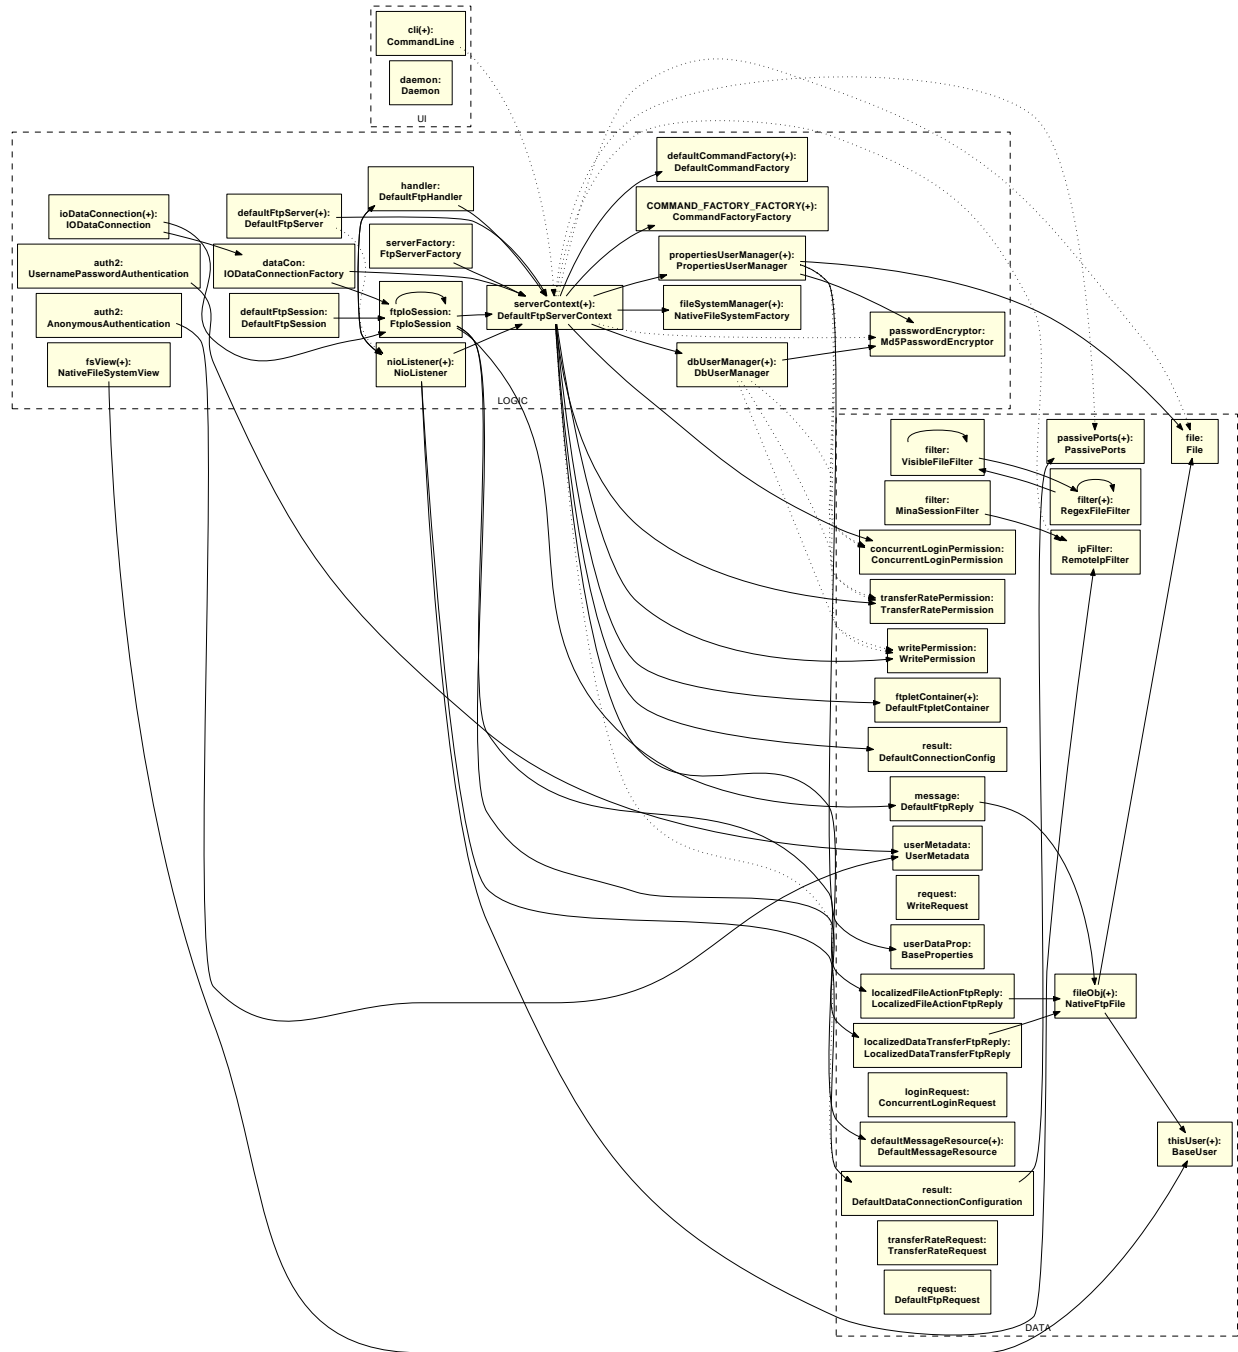 cli(+):
CommandLine
daemon:
Daemon
UI
defaultCommandFactory(+):
DefaultCommandFactory
handler:
DefaultFtpHandler
ioDataConnection(+):
IODataConnection
defaultFtpServer(+):
DefaultFtpServer
COMMAND_FACTORY_FACTORY(+):
CommandFactoryFactory
serverFactory:
FtpServerFactory
auth2:
UsernamePasswordAuthentication
dataCon:
IODataConnectionFactory
propertiesUserManager(+):
PropertiesUserManager
auth2:
AnonymousAuthentication
defaultFtpSession:
DefaultFtpSession
ftpIoSession:
FtpIoSession
serverContext(+):
DefaultFtpServerContext
fileSystemManager(+):
NativeFileSystemFactory
passwordEncryptor:
Md5PasswordEncryptor
fsView(+):
NativeFileSystemView
nioListener(+):
NioListener
dbUserManager(+):
DbUserManager
LOGIC
filter:
VisibleFileFilter
passivePorts(+):
PassivePorts
file:
File
filter:
MinaSessionFilter
filter(+):
RegexFileFilter
concurrentLoginPermission:
ConcurrentLoginPermission
ipFilter:
RemoteIpFilter
transferRatePermission:
TransferRatePermission
writePermission:
WritePermission
ftpletContainer(+):
DefaultFtpletContainer
result:
DefaultConnectionConfig
message:
DefaultFtpReply
userMetadata:
UserMetadata
request:
WriteRequest
userDataProp:
BaseProperties
localizedFileActionFtpReply:
LocalizedFileActionFtpReply
fileObj(+):
NativeFtpFile
localizedDataTransferFtpReply:
LocalizedDataTransferFtpReply
loginRequest:
ConcurrentLoginRequest
defaultMessageResource(+):
DefaultMessageResource
thisUser(+):
BaseUser
result:
DefaultDataConnectionConfiguration
transferRateRequest:
TransferRateRequest
request:
DefaultFtpRequest
DATA